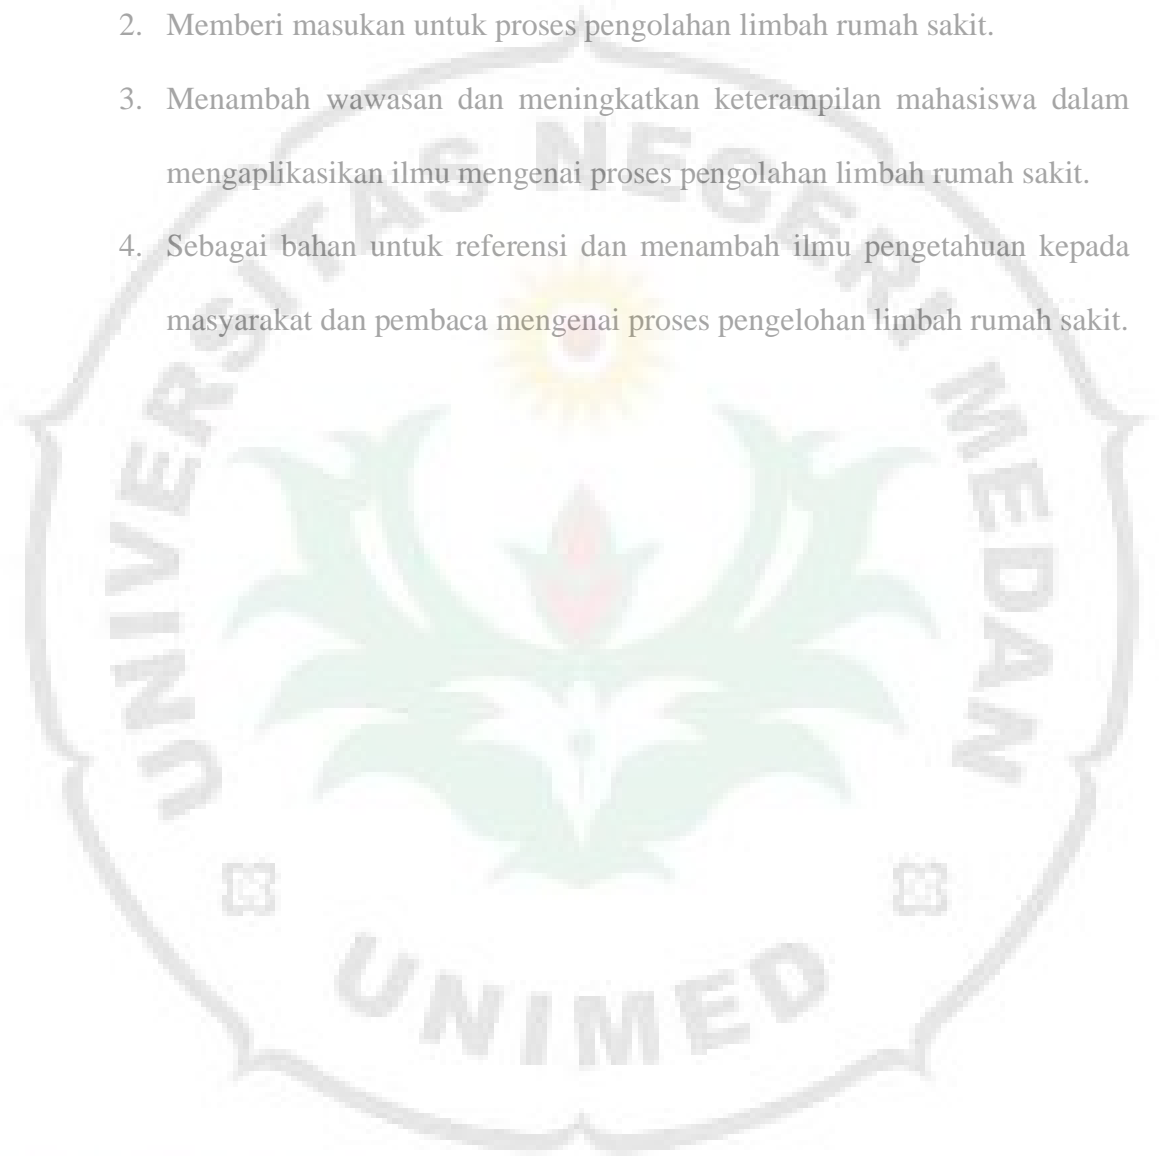 2. Memberi masukan untuk proses pengolahan limbah rumah sakit.
3. Menambah wawasan dan meningkatkan keterampilan mahasiswa dalam
mengaplikasikan ilmu mengenai proses pengolahan limbah rumah sakit.
4. Sebagai bahan untuk referensi dan menambah ilmu pengetahuan kepada
masyarakat dan pembaca mengenai proses pengelohan limbah rumah sakit.
UNIVERSITAS NEGERI MEDAN
UNIMED